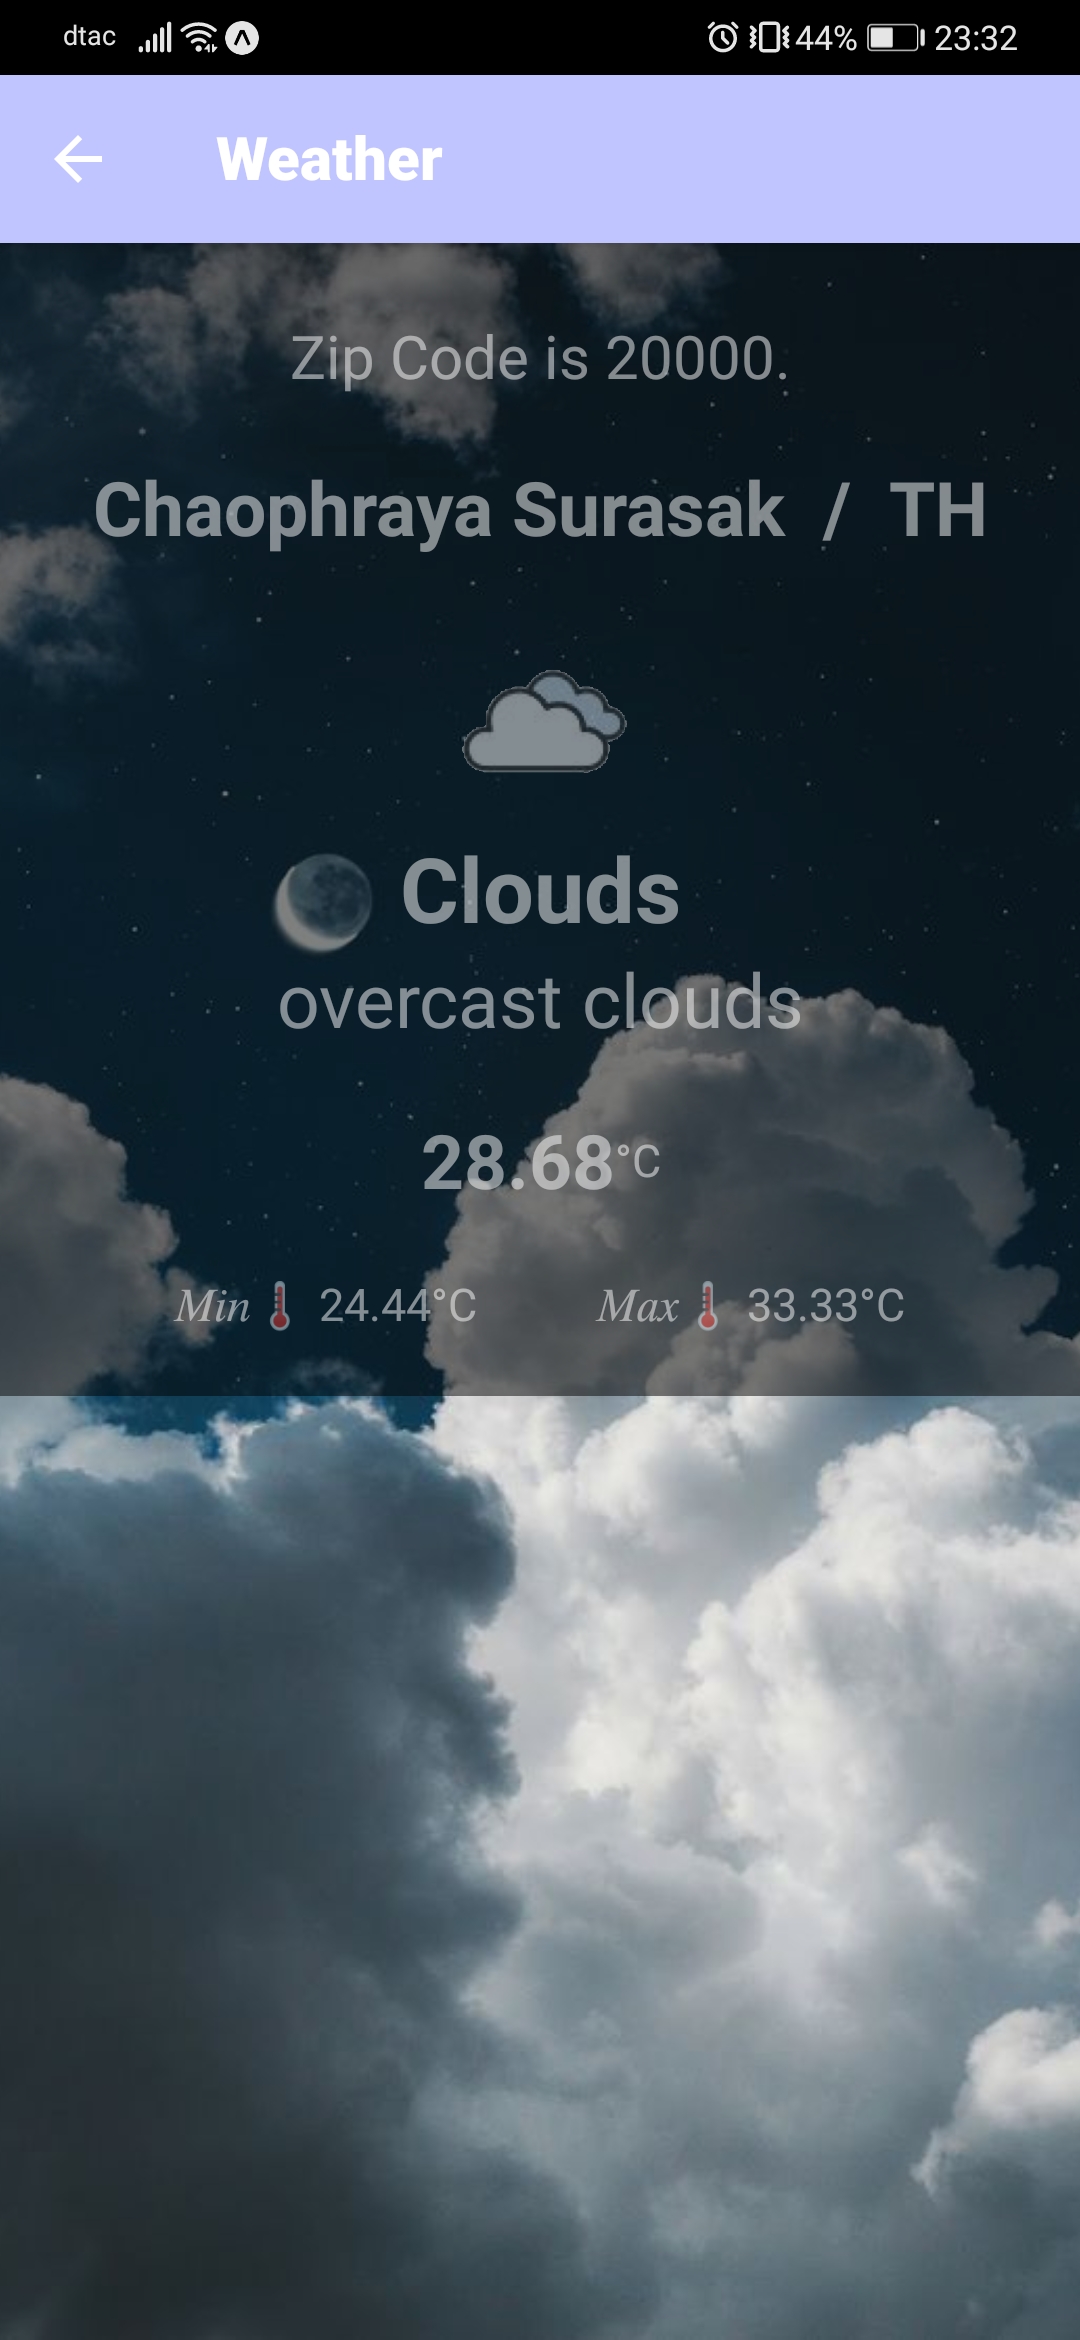 dtac 44% 23:32
Weather
Zip Code is 20000.
Chaophraya Surasak / TH
Clouds
overcast clouds
28.68°C
Min 24.44°C Max 33.33°C